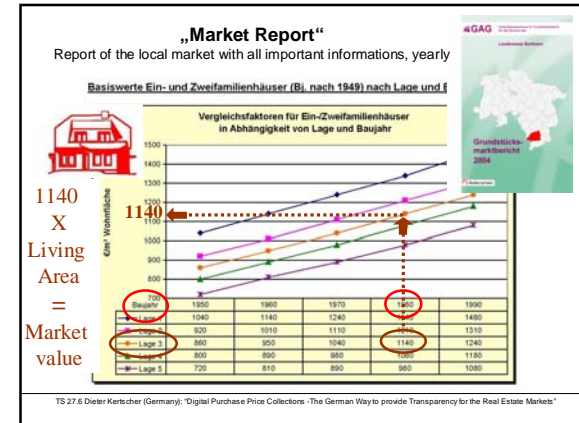 „Market Report“
Report of the local market with all important informations, yearly
Basiswerte Ein- und Zweifamilienhäuser (Bj. nach 1949) nach Lage und B
GAG
Landkreis Northeim
Grundstücks-
marktbericht
2004
Vergleichsfaktoren für Ein-/Zweifamilienhäuser
in Abhängigkeit von Lage und Baujahr
€/m² Wohnfläche
1500
1400
1300
1200
1100
1000
900
800
700
1140
1140
X
Living
Area
=
Market
value
Baujahr 1950 1960 1970 1980 1990
Lage 1040 1140 1240 1480
Lage 920 1010 1110 1210 1310
Lage 3 860 950 1040 1140 1240
Lage 800 890 980 1080 1180
Lage 5 720 810 890 980 1080
TS 27.6 Dieter Kertscher (Germany): "Digital Purchase Price Collections -The German Way to provide Transparency for the Real Estate Markets"